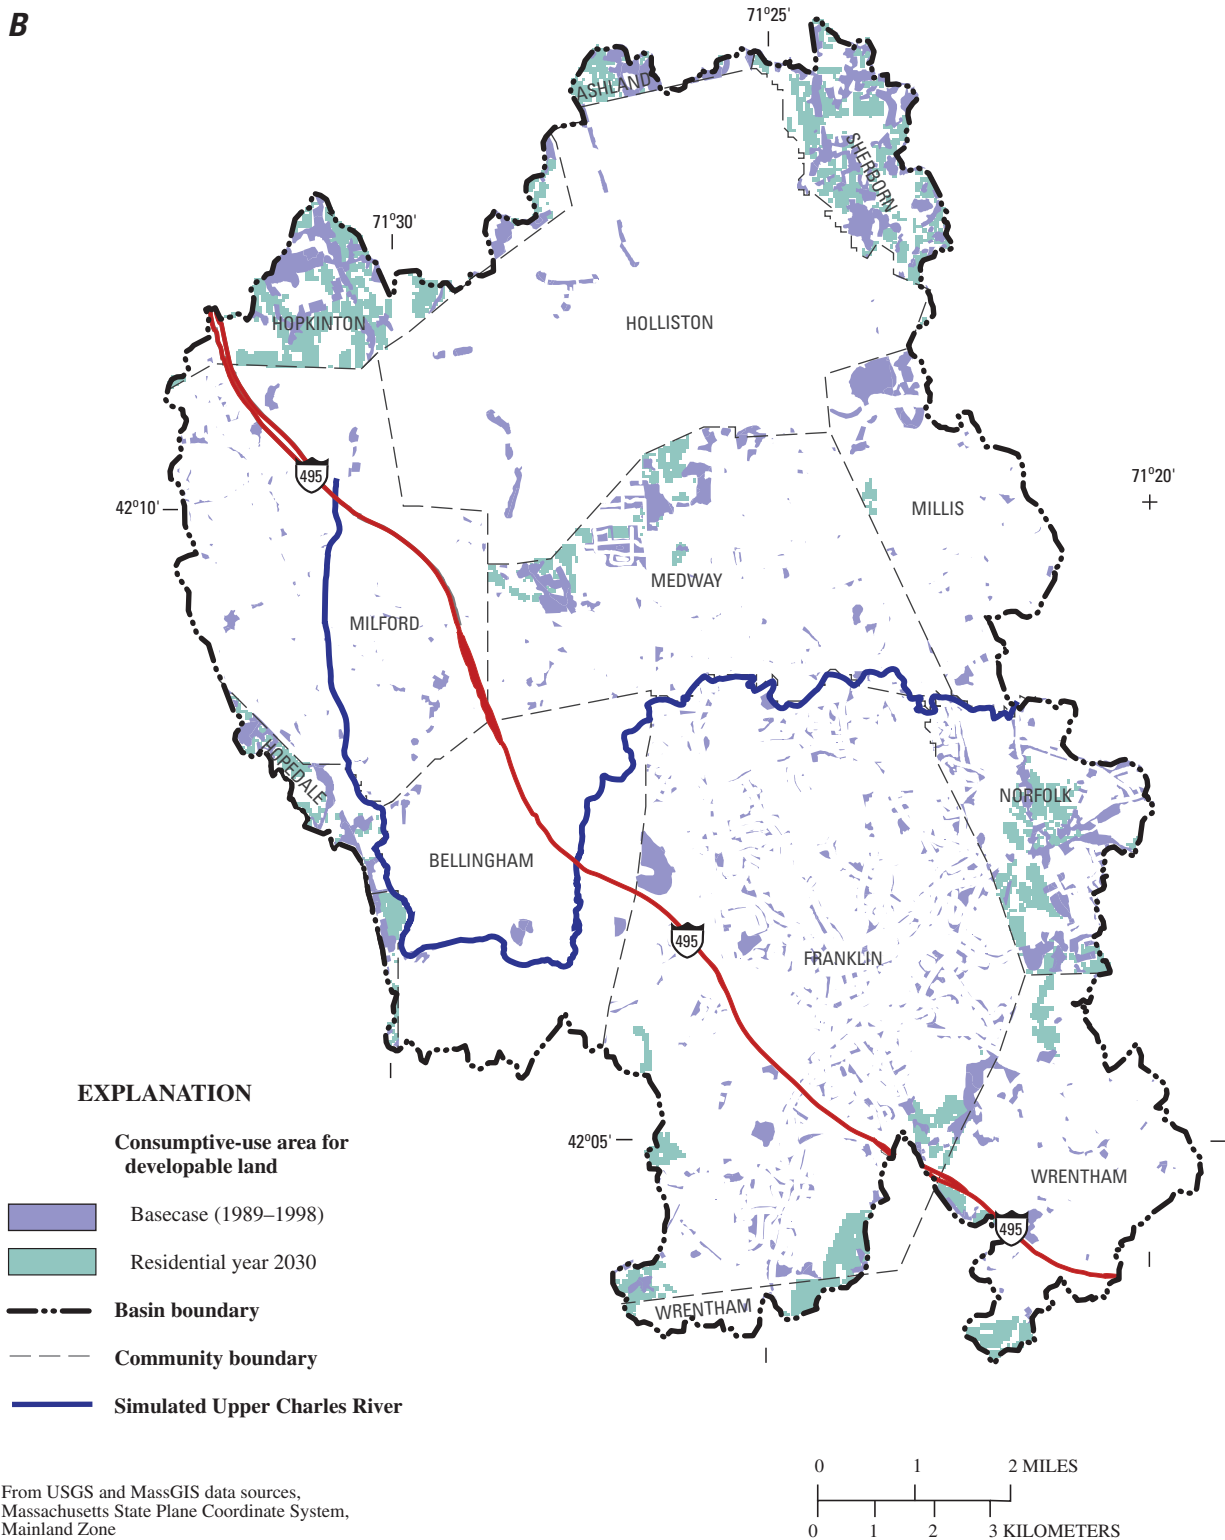 B
71°25'
ASHLAND
SHERBORN
71°30'
HOPKINTON
HOLLISTON
495
71°20'
42°10'
MILLIS
MEDWAY
MILFORD
HOPEDALE
NORFOLK
BELLINGHAM
495
FRANKLIN
EXPLANATION
Consumptive-use area for
developable land
Basecase (1989–1998)
Residential year 2030
Basin boundary
Community boundary
Simulated Upper Charles River
42°05'
WRENTHAM
495
WRENTHAM
0 1 2 MILES
0 1 2 3 KILOMETERS
From USGS and MassGIS data sources,
Massachusetts State Plane Coordinate System,
Mainland Zone